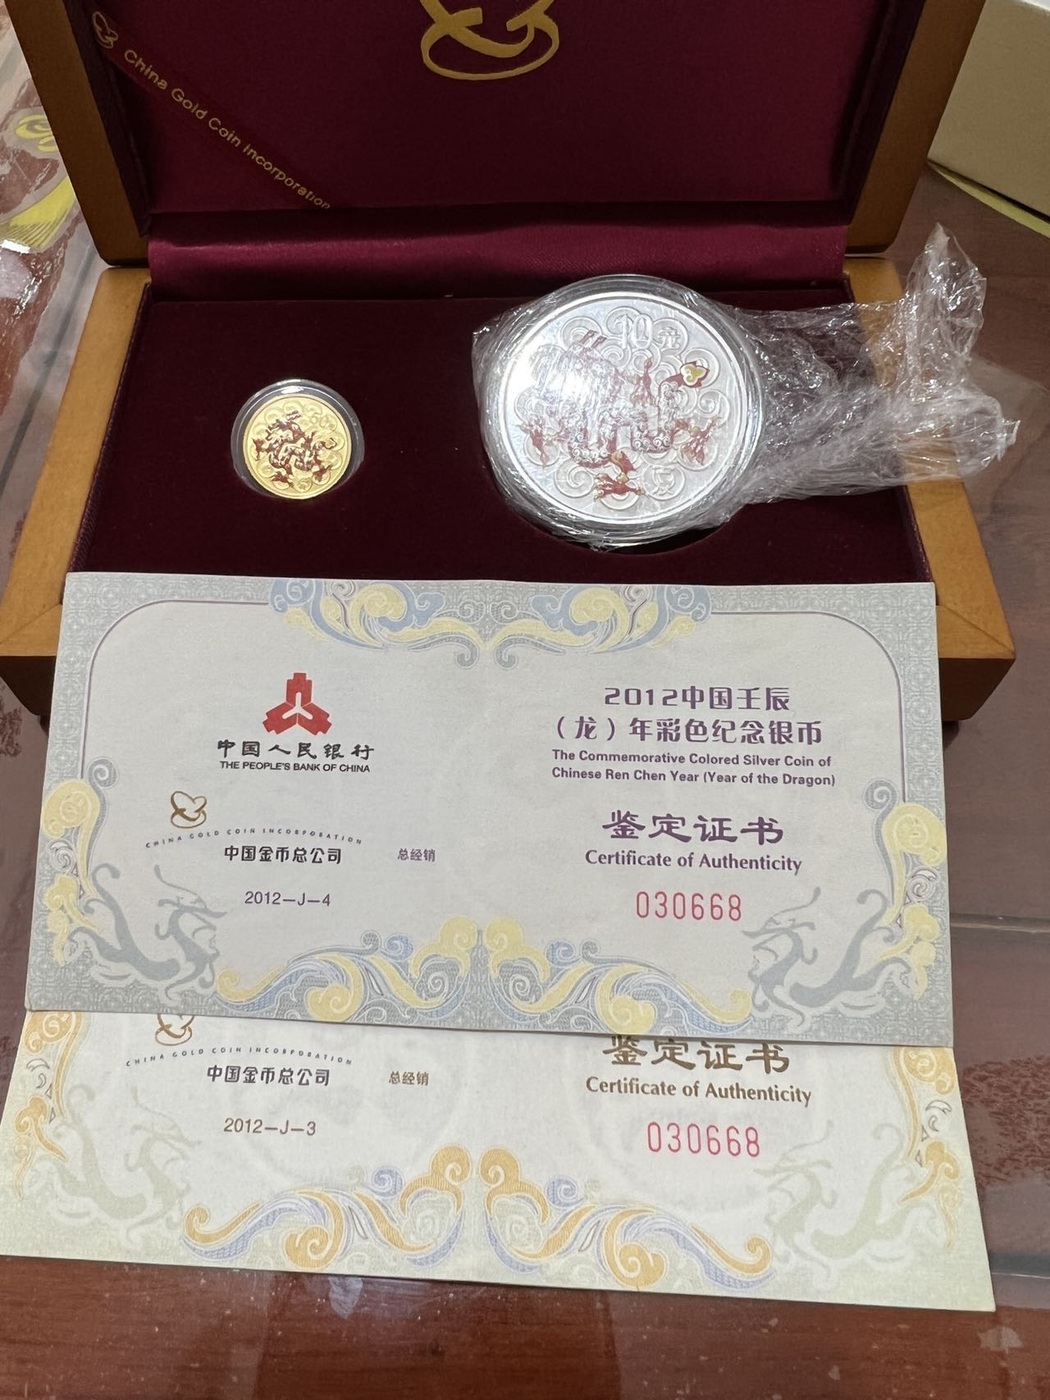 China Gold Coin Incorporation
10元
中国人民银行
THE PEOPLE'S BANK OF CHINA
CHINA GOLD COIN INCORPORATION
中国金币总公司 总经销
2012—J—4
2012中国壬辰
（龙）年彩色纪念银币
The Commemorative Colored Silver Coin of
Chinese Ren Chen Year (Year of the Dragon)
鉴定证书
Certificate of Authenticity
030668
CHINA GOLD COIN INCORPORATION
中国金币总公司 总经销
2012—J—3
鉴定证书
Certificate of Authenticity
030668